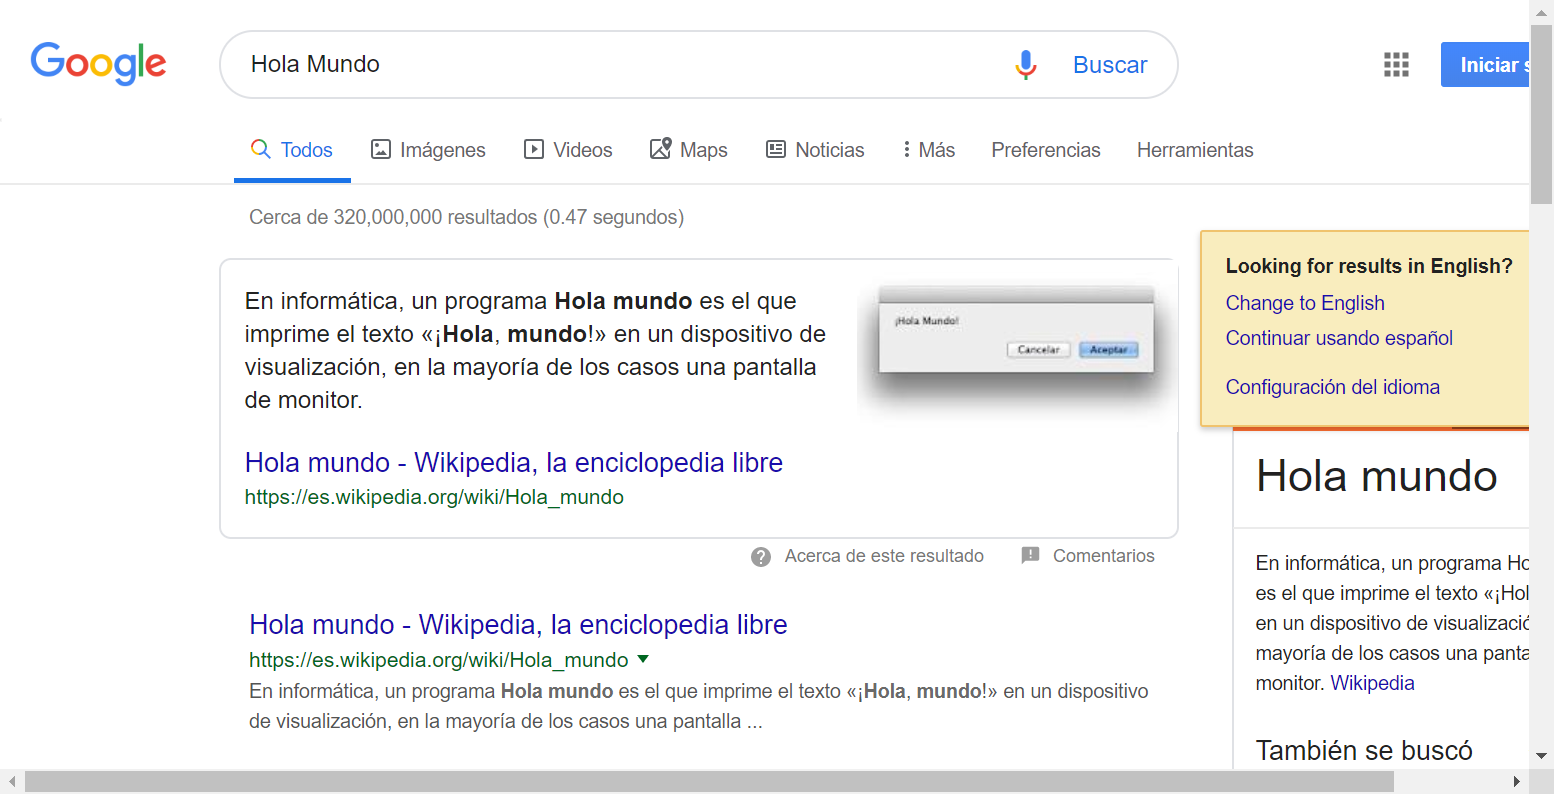 Google
Hola Mundo
Buscar
Iniciar s
Todos
Imágenes
Videos
Maps
Noticias
Más
Preferencias
Herramientas
Cerca de 320,000,000 resultados (0.47 segundos)
En informática, un programa Hola mundo es el que
imprime el texto «¡Hola, mundo!» en un dispositivo de
visualización, en la mayoría de los casos una pantalla
de monitor.
¡Hola Mundo!
Cancelar
Aceptar
Hola mundo - Wikipedia, la enciclopedia libre
https://es.wikipedia.org/wiki/Hola_mundo
Acerca de este resultado
Comentarios
Hola mundo - Wikipedia, la enciclopedia libre
https://es.wikipedia.org/wiki/Hola_mundo
En informática, un programa Hola mundo es el que imprime el texto «¡Hola, mundo!» en un dispositivo
de visualización, en la mayoría de los casos una pantalla ...
Looking for results in English?
Change to English
Continuar usando español
Configuración del idioma
Hola mundo
En informática, un programa Ho
es el que imprime el texto «¡Hol
en un dispositivo de visualizació
mayoría de los casos una panta
monitor. Wikipedia
También se buscó